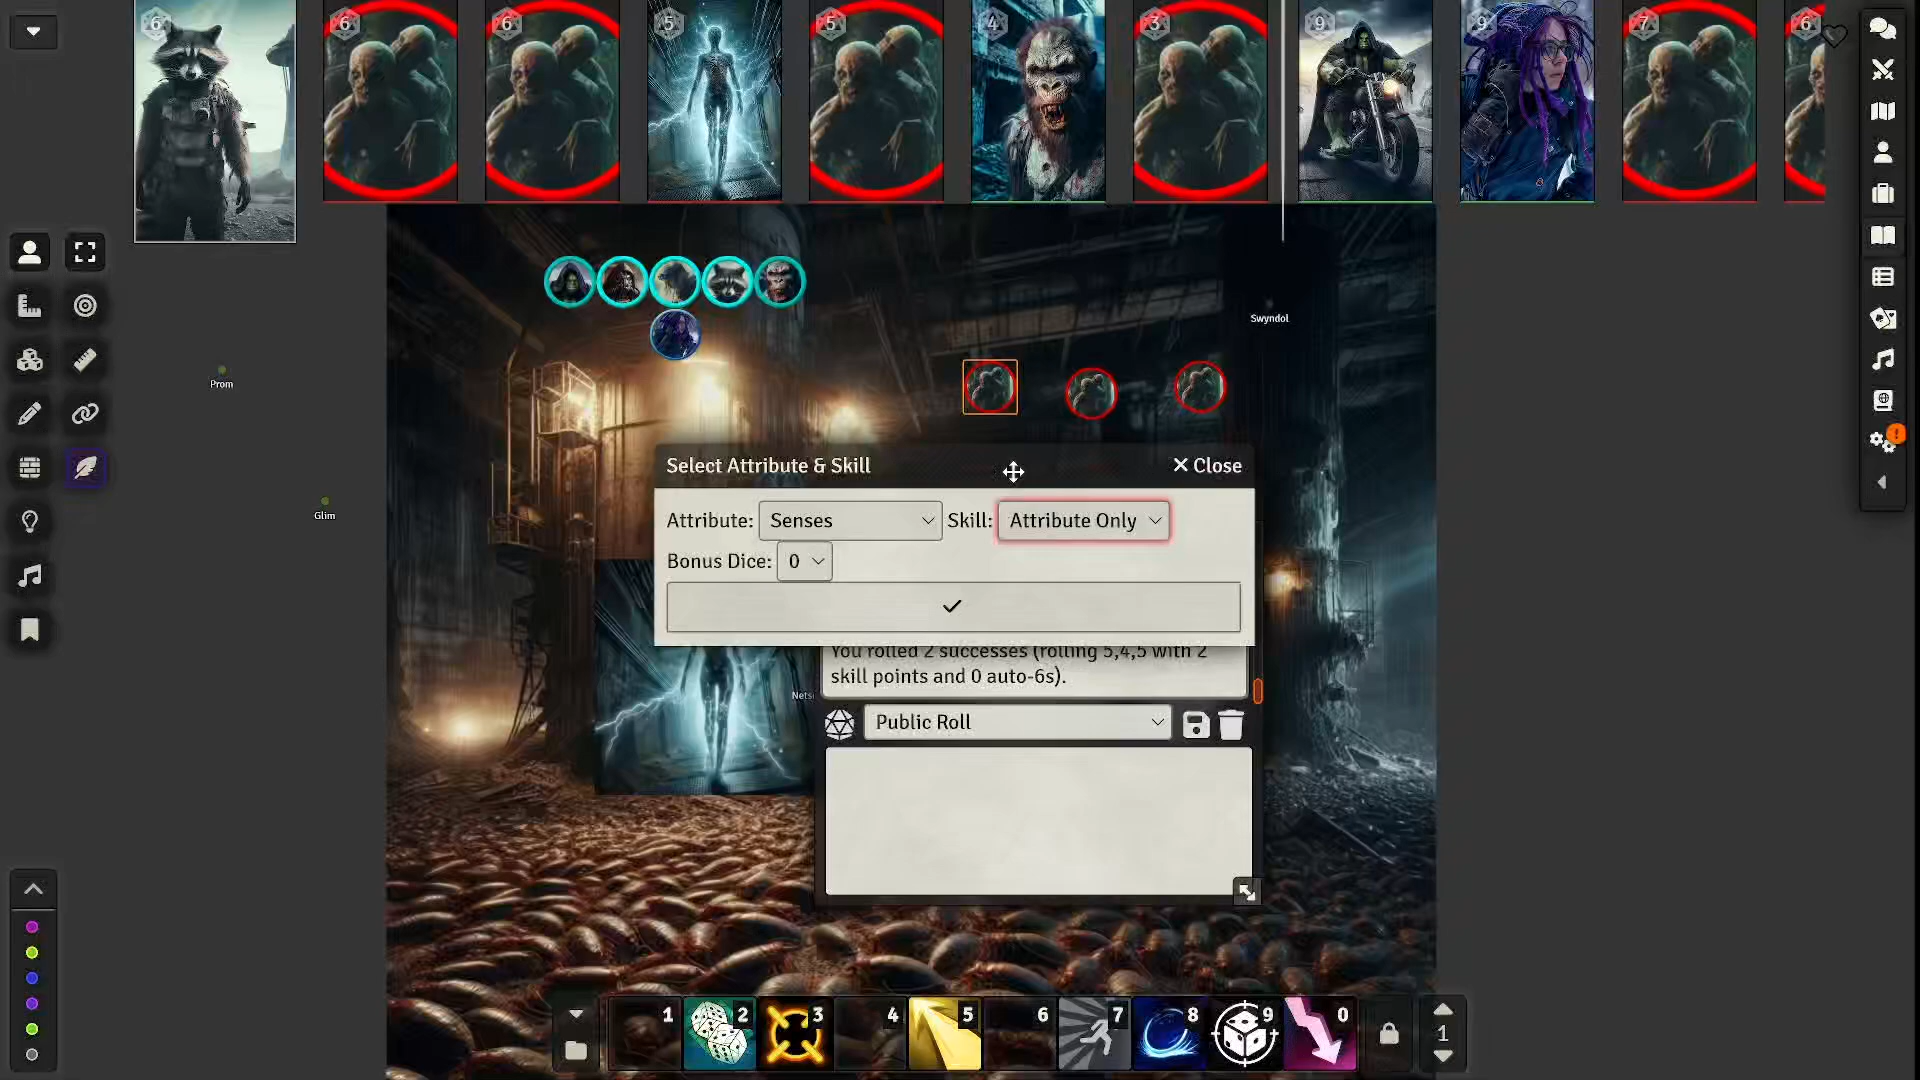 6
6
6
5
5
4
3
9
9
7
6
Swyndol
Prom
Glim
Select Attribute & Skill
Close
Attribute: Senses Skill: Attribute Only
Bonus Dice: 0
You rolled 2 successes (rolling 5,4,5 with 2
skill points and 0 auto-6s).
Nets
Public Roll
1 2 3 4 5 6 7 8 9 0
1